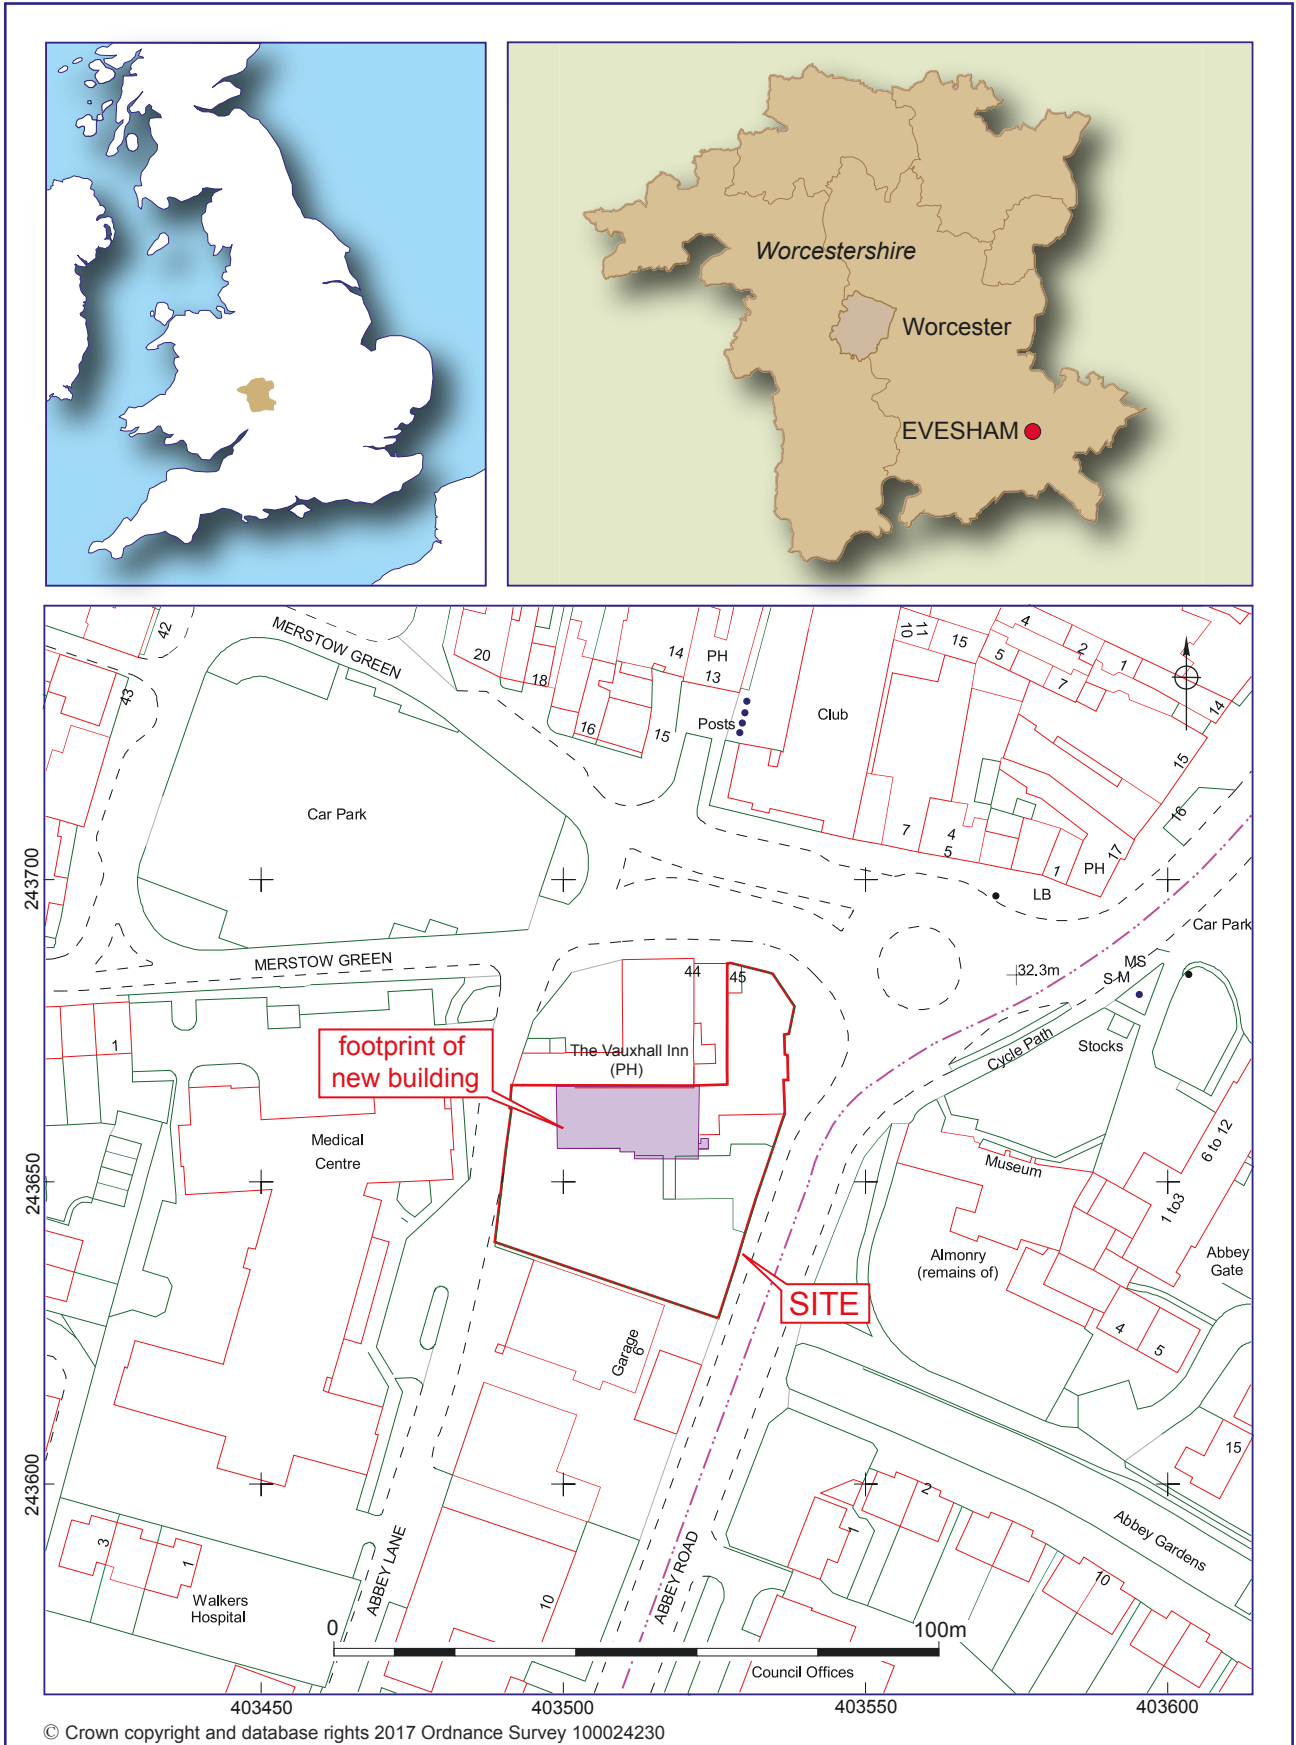 Worcestershire
Worcester
EVESHAM
MERSTOW GREEN
42
43
20
18
16
14
PH
13
15
Posts
Club
10
11
15
5
4
2
1
7
14
15
16
17
PH
1
7
4
5
LB
Car Park
Car Park
243700
MERSTOW GREEN
44
45
32.3m
MS
S M
Stocks
Cycle Path
footprint of
new building
The Vauxhall Inn
(PH)
1
Medical
Centre
Museum
6 to 12
1 to3
243650
Almonry
(remains of)
Abbey
Gate
SITE
4
5
Garage
6
15
243600
2
1
Abbey Gardens
10
3
1
Walkers
Hospital
ABBEY LANE
10
ABBEY ROAD
0
100m
Council Offices
403450
403500
403550
403600
© Crown copyright and database rights 2017 Ordnance Survey 100024230